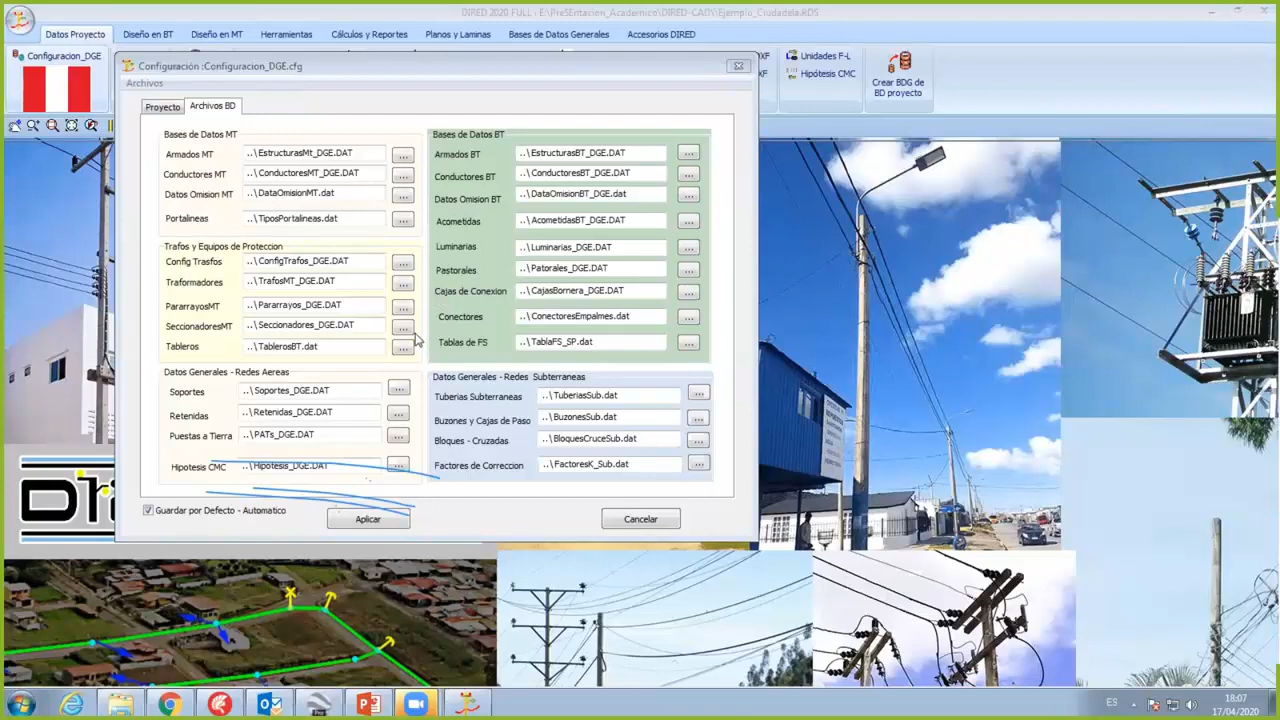 DIRED 2020 FULL - E:\PreSEntacion_Academico\DIRED-CAD\Ejemplo_Ciudadela.RDS
Datos Proyecto Diseño en BT Diseño en MT Herramientas Cálculos y Reportes Planos y Laminas Bases de Datos Generales Accesorios DIRED
Configuracion_DGE
DXF
Unidades F-L
Hipótesis CMC
Crear BDG de
BD proyecto
Configuración :Configuracion_DGE.cfg
Archivos
Proyecto Archivos BD
Bases de Datos MT
Armados MT ..\EstructurasMt_DGE.DAT ...
Conductores MT ..\ConductoresMT_DGE.DAT ...
Datos Omision MT ..\DataOmisionMT.dat ...
Portalineas ..\TiposPortalineas.dat ...
Trafos y Equipos de Proteccion
Config Trasfos ..\ConfigTrafos_DGE.DAT ...
Traformadores ..\TrafosMT_DGE.DAT ...
PararrayosMT ..\Pararrayos_DGE.DAT ...
SeccionadoresMT ..\Seccionadores_DGE.DAT ...
Tableros ..\TablerosBT.dat ...
Datos Generales - Redes Aereas
Soportes ..\Soportes_DGE.DAT ...
Retenidas ..\Retenidas_DGE.DAT ...
Puestas a Tierra ..\PATs_DGE.DAT ...
Hipotesis CMC ..\Hipotesis_DGE.DAT ...
Bases de Datos BT
Armados BT ..\EstructurasBT_DGE.DAT ...
Conductores BT ..\ConductoresBT_DGE.DAT ...
Datos Omision BT ..\DataOmisionBT_DGE.dat ...
Acometidas ..\AcometidasBT_DGE.DAT ...
Luminarias ..\Luminarias_DGE.DAT ...
Pastorales ..\Patorales_DGE.DAT ...
Cajas de Conexion ..\CajasBornera_DGE.DAT ...
Conectores ..\ConectoresEmpalmes.dat ...
Tablas de FS ..\TablaFS_SP.dat ...
Datos Generales - Redes Subterraneas
Tuberias Subterraneas ..\TuberiasSub.dat ...
Buzones y Cajas de Paso ..\BuzonesSub.dat ...
Bloques - Cruzadas ..\BloquesCruceSub.dat ...
Factores de Correccion ..\FactoresK_Sub.dat ...
Guardar por Defecto - Automatico
Aplicar Cancelar
ES
18:07
17/04/2020